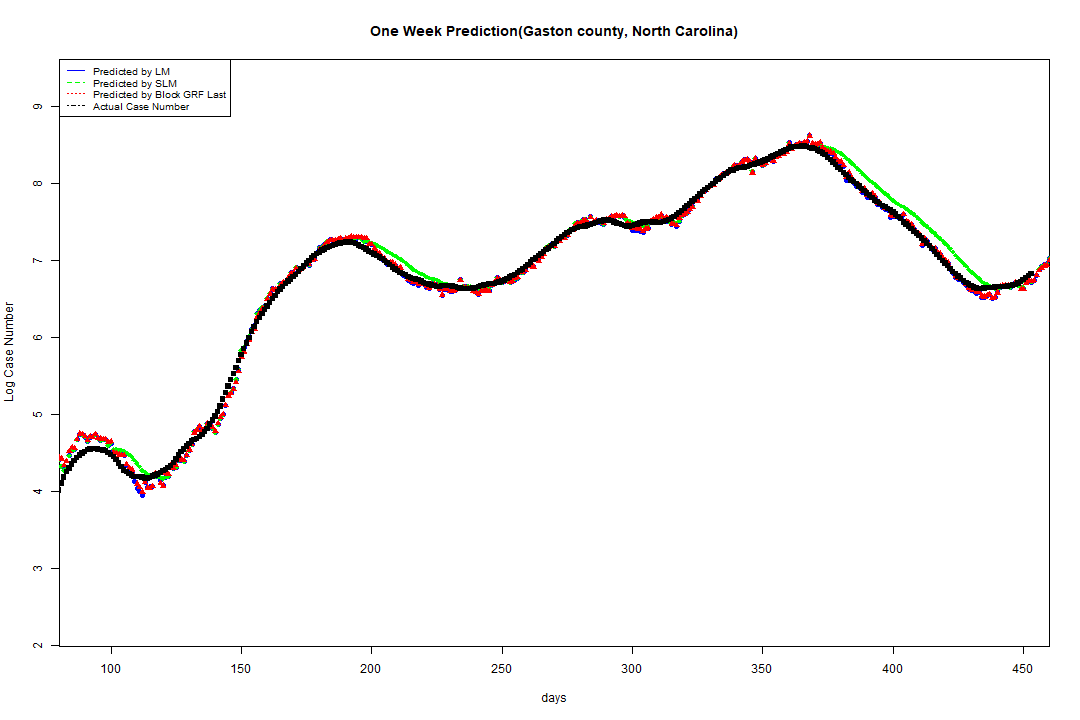 One Week Prediction(Gaston county, North Carolina)
Predicted by LM
Predicted by SLM
Predicted by Block GRF Last
Actual Case Number
Log Case Number
9
8
7
6
5
4
3
2
100 150 200 250 300 350 400 450
days